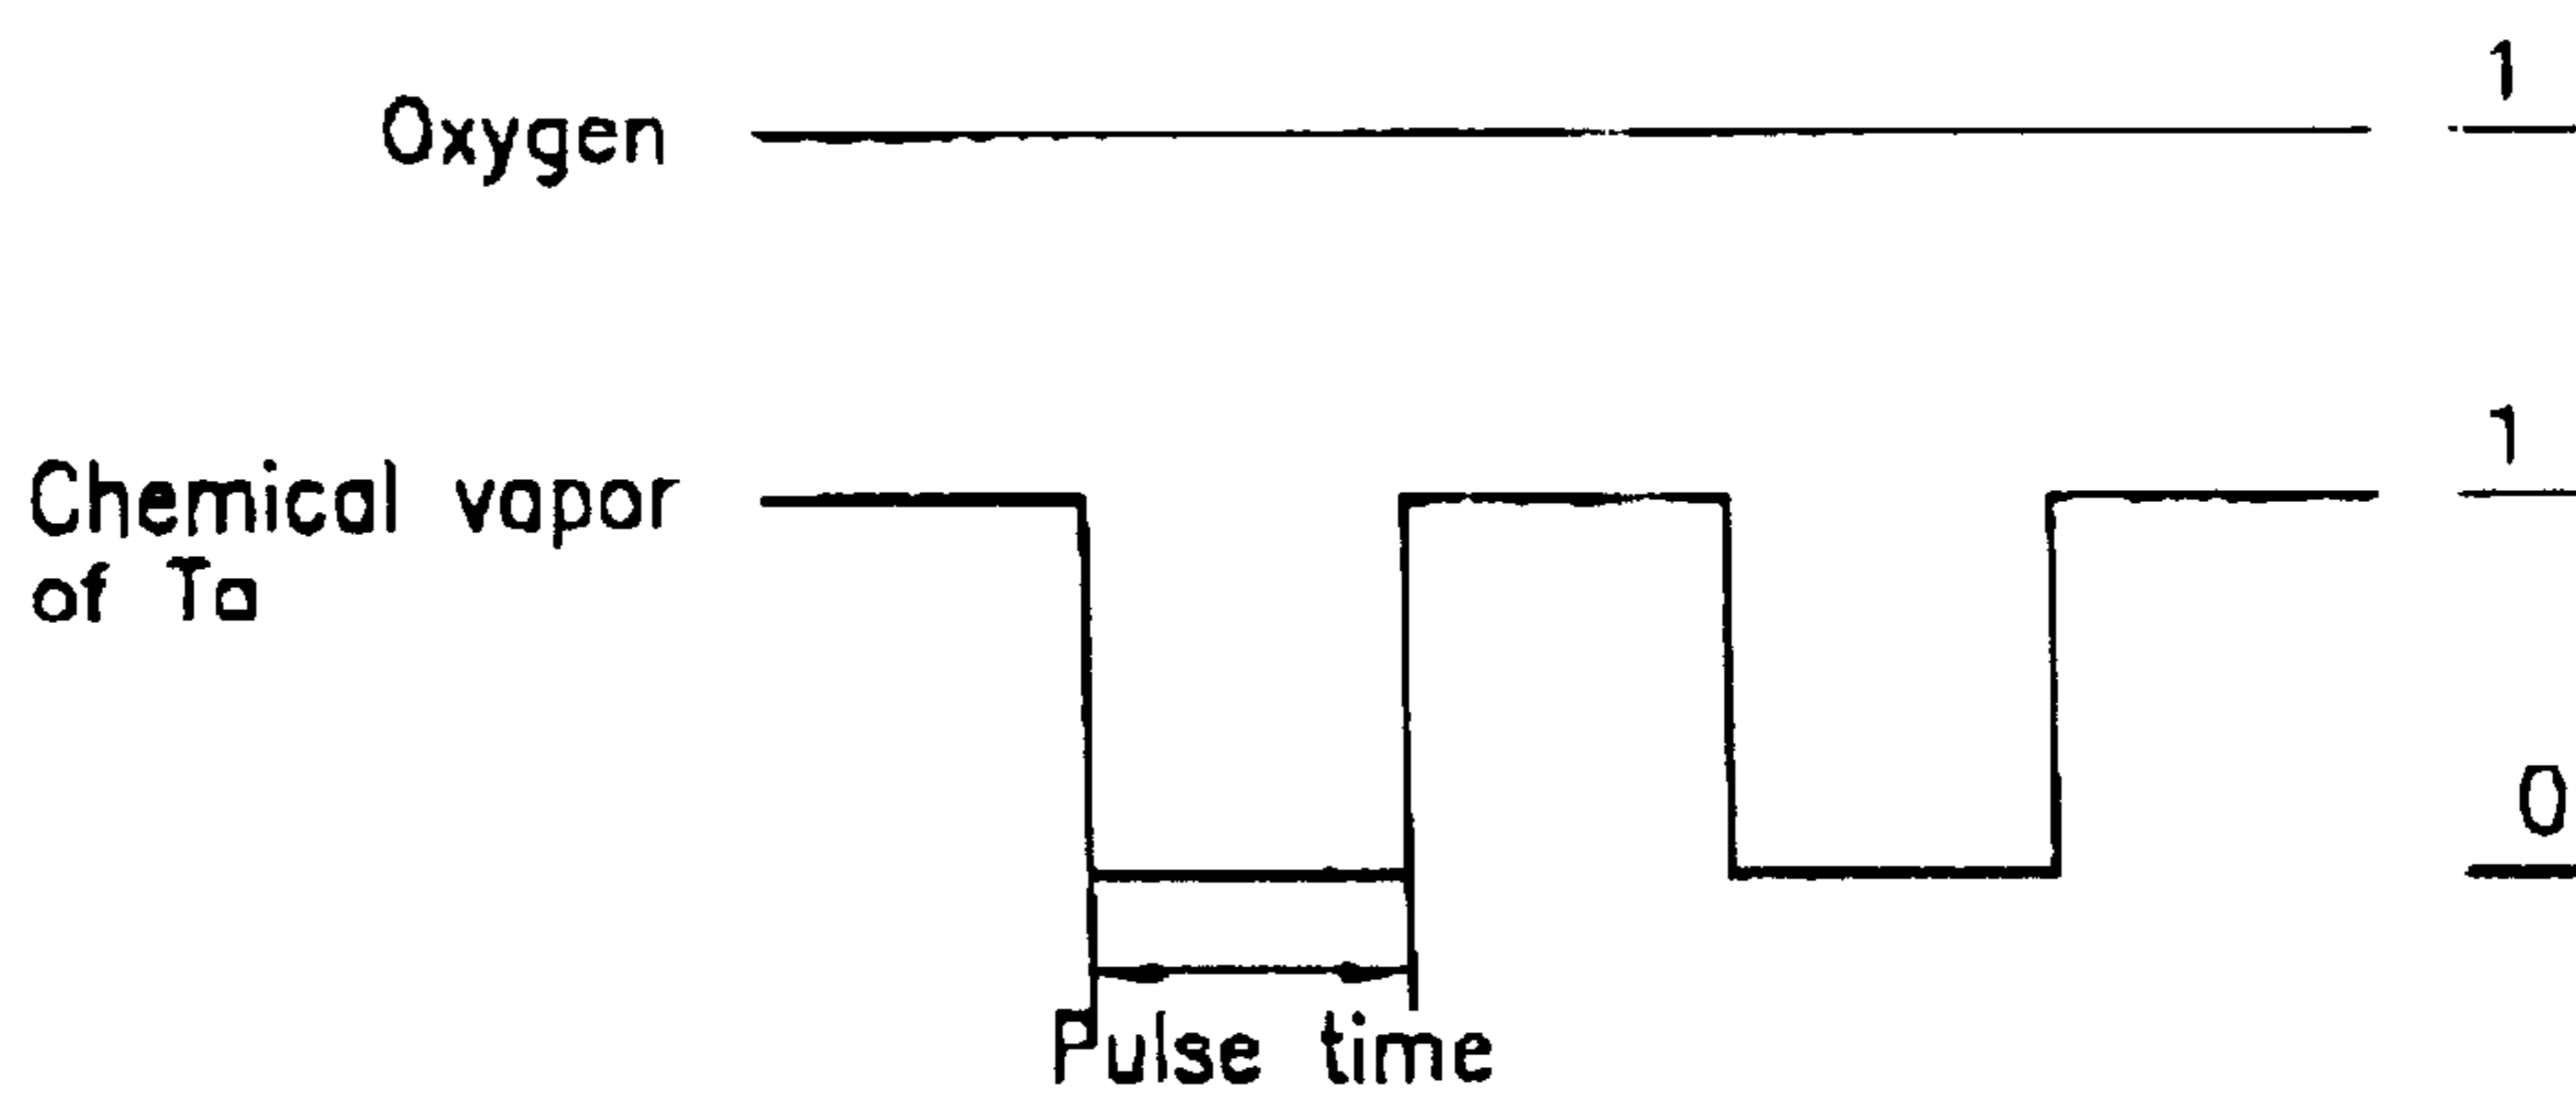 Oxygen
1
Chemical vapor
of Ta
1
0
Pulse time